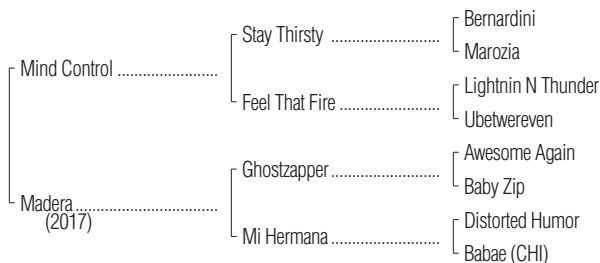 Bernardini
Stay Thirsty
Marozia
Mind Control
Lightnin N Thunder
Feel That Fire
Ubetwereven
Awesome Again
Ghostzapper
Baby Zip
Madera
(2017)
Distorted Humor
Mi Hermana
Babae (CHI)